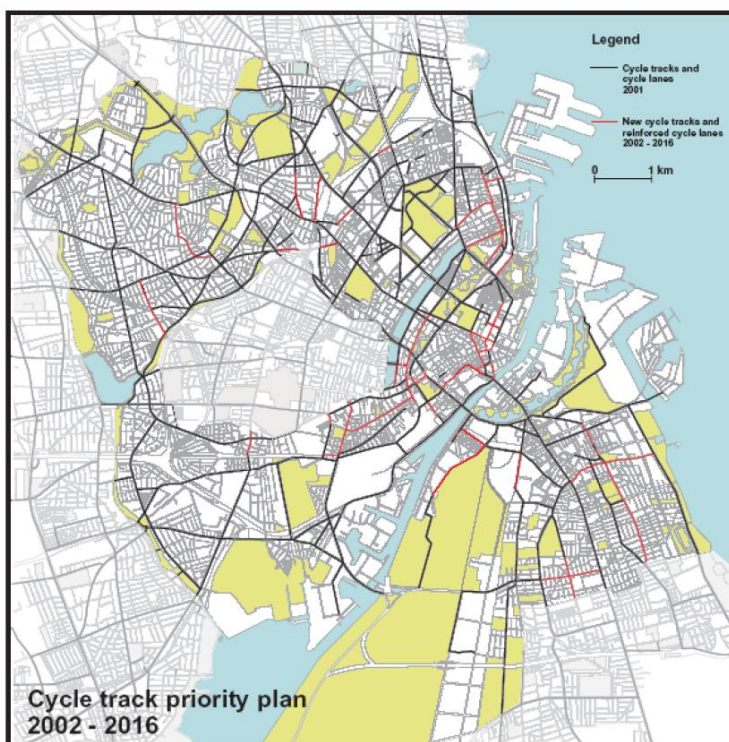 Legend
Cycle tracks and
cycle lanes
2001
New cycle tracks and
reinforced cycle lanes
2002 - 2016
0 1 km
Cycle track priority plan
2002 - 2016